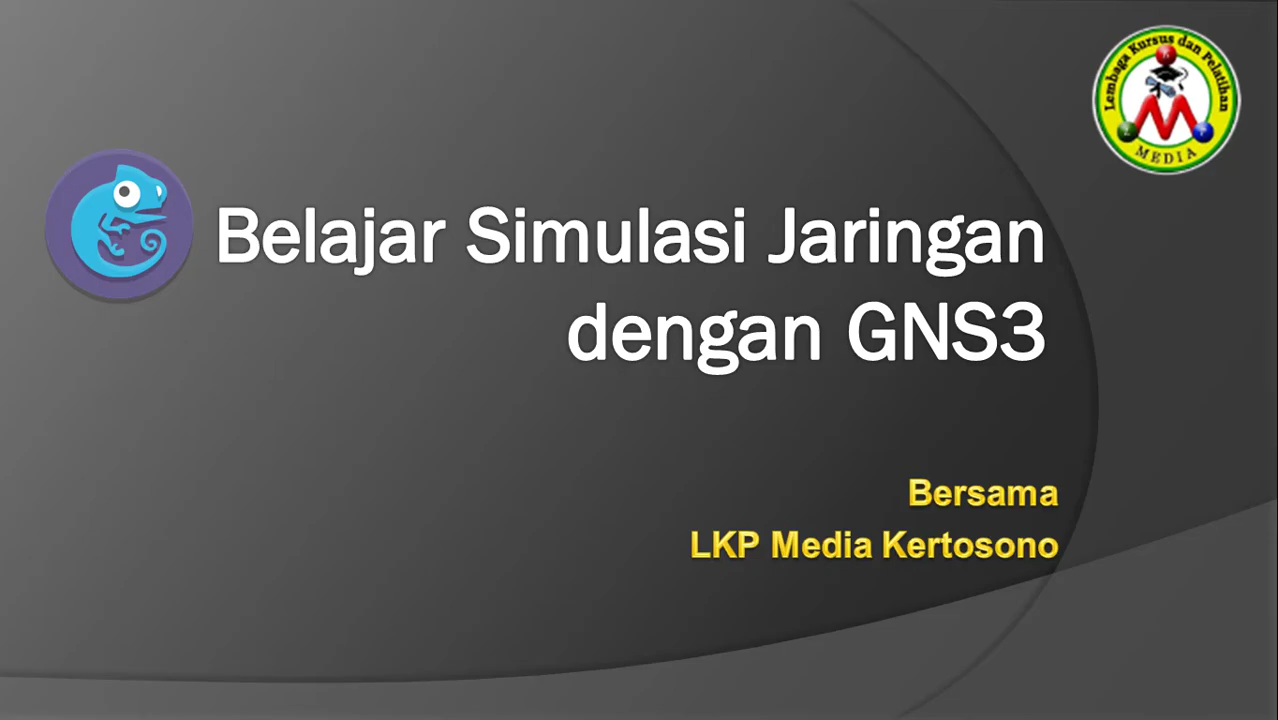 Lembaga Kursus dan Pelatihan
MEDIA
Belajar Simulasi Jaringan
dengan GNS3
Bersama
LKP Media Kertosono